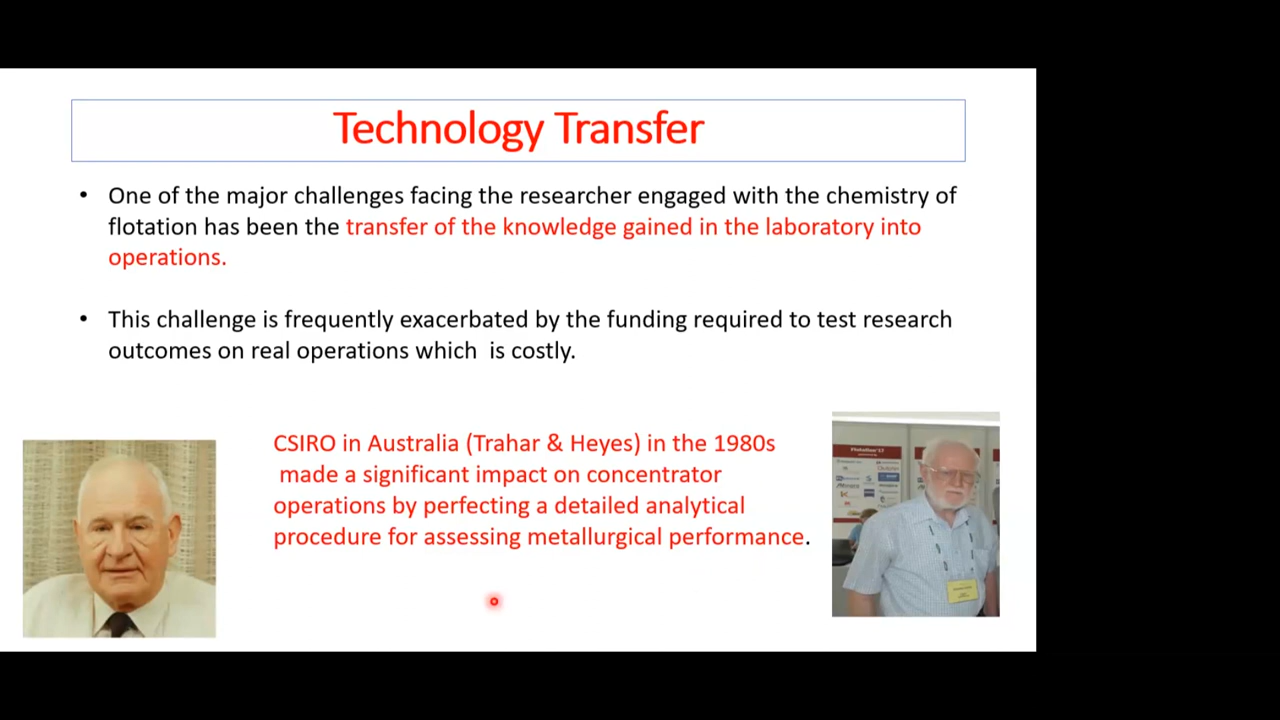 Technology Transfer
• One of the major challenges facing the researcher engaged with the chemistry of
flotation has been the transfer of the knowledge gained in the laboratory into
operations.
• This challenge is frequently exacerbated by the funding required to test research
outcomes on real operations which is costly.
CSIRO in Australia (Trahar & Heyes) in the 1980s
made a significant impact on concentrator
operations by perfecting a detailed analytical
procedure for assessing metallurgical performance.